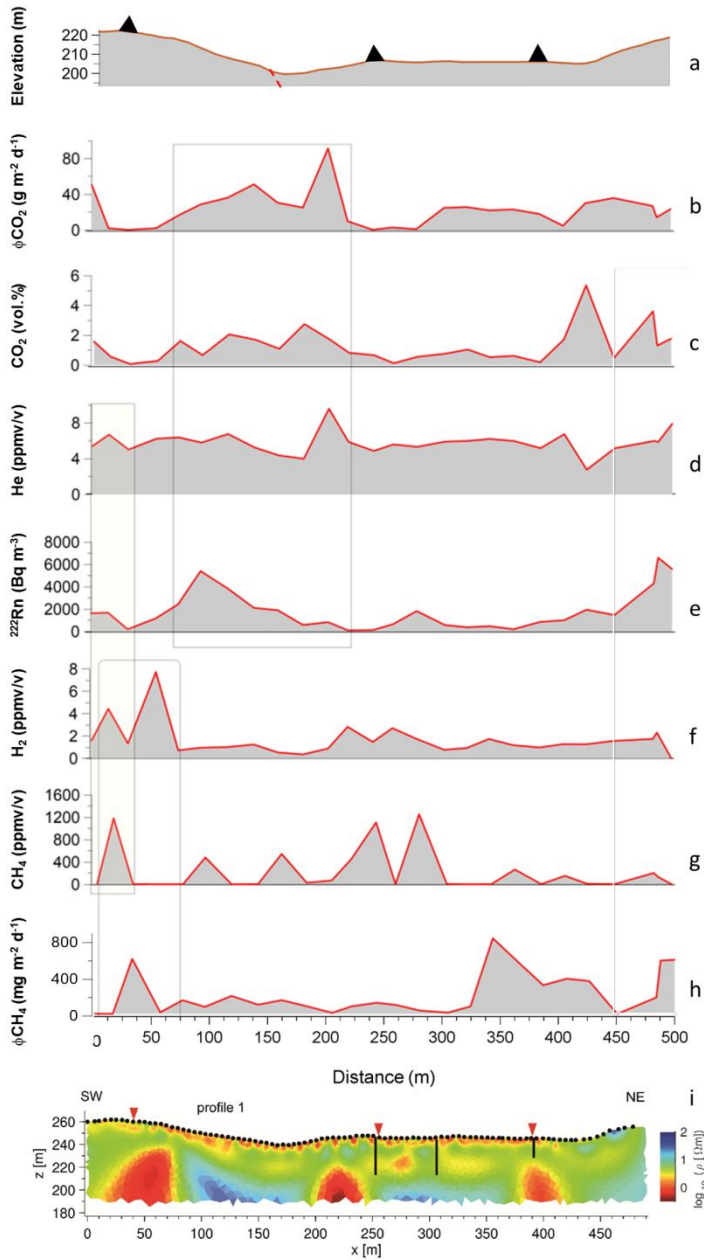 Elevation (m)
220
210
200
a
ϕCO₂ (g m⁻² d⁻¹)
80
40
0
b
CO₂ (vol.%)
6
4
2
0
c
He (ppmv/v)
8
4
0
d
²²²Rn (Bq m⁻³)
8000
6000
4000
2000
0
e
H₂ (ppmv/v)
8
6
4
2
0
f
CH₄ (ppmv/v)
1600
1200
800
400
0
g
ϕCH₄ (mg m⁻² d⁻¹)
800
400
0
h
0 50 100 150 200 250 300 350 400 450 500
Distance (m)
i
SW profile 1 NE
z [m]
260
240
220
200
180
0 50 100 150 200 250 300 350 400 450
x [m]
2
1
0
log₁₀ (ρ [Ωm])